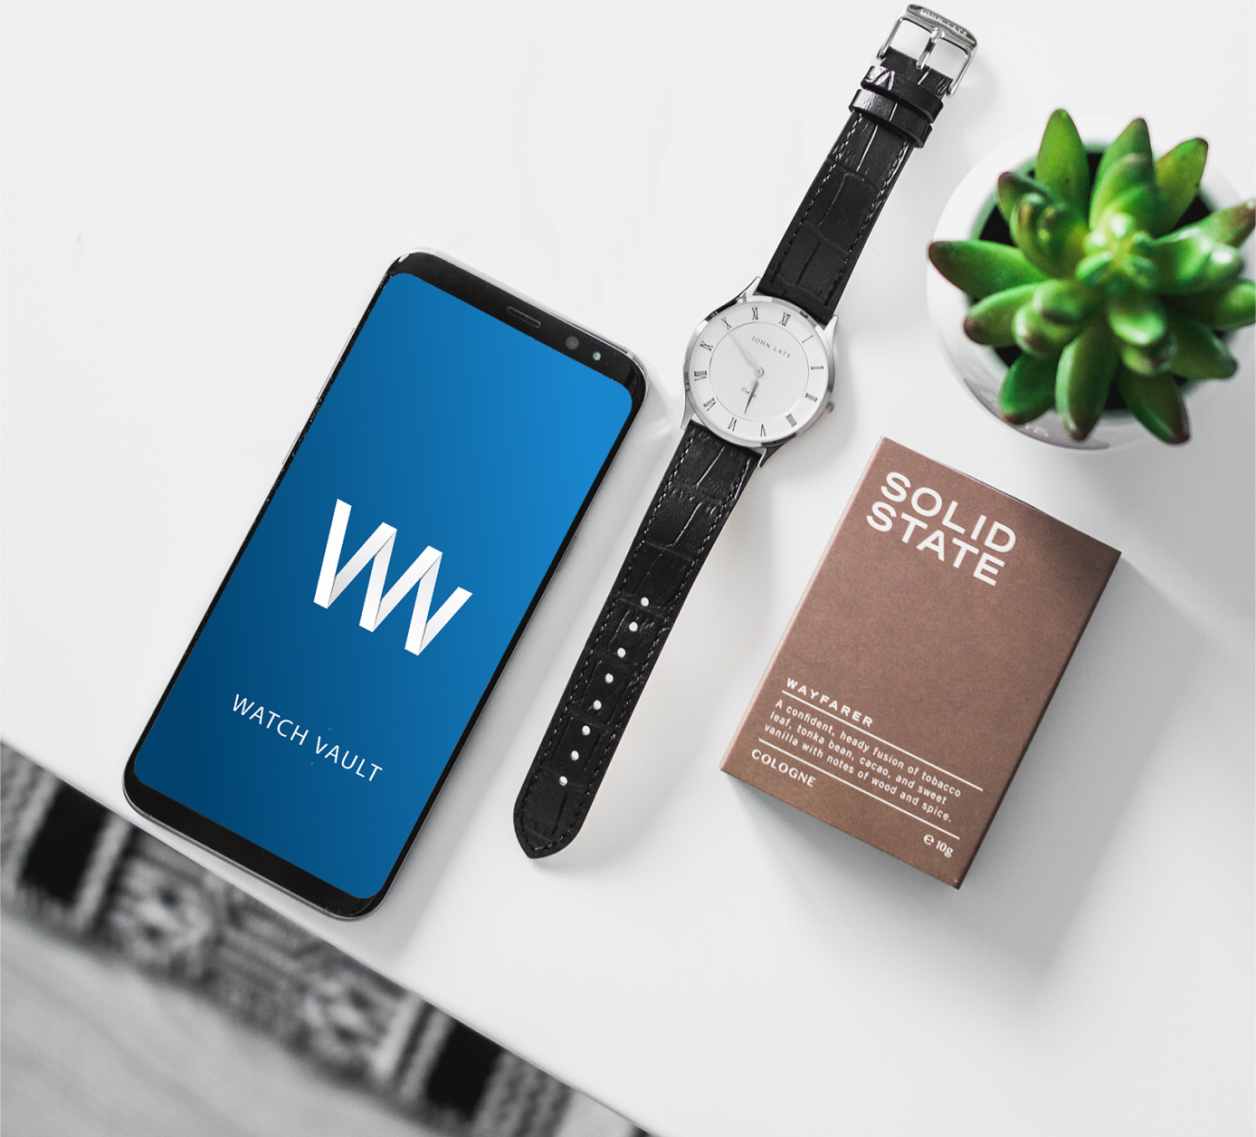 WATCH VAULT
JOHN LATE
SOLID
STATE
WAYFARER
A confident, heady fusion of tobacco
leaf, tonka bean, cacao, and sweet
vanilla with notes of wood and spice.
COLOGNE
℮ 10g